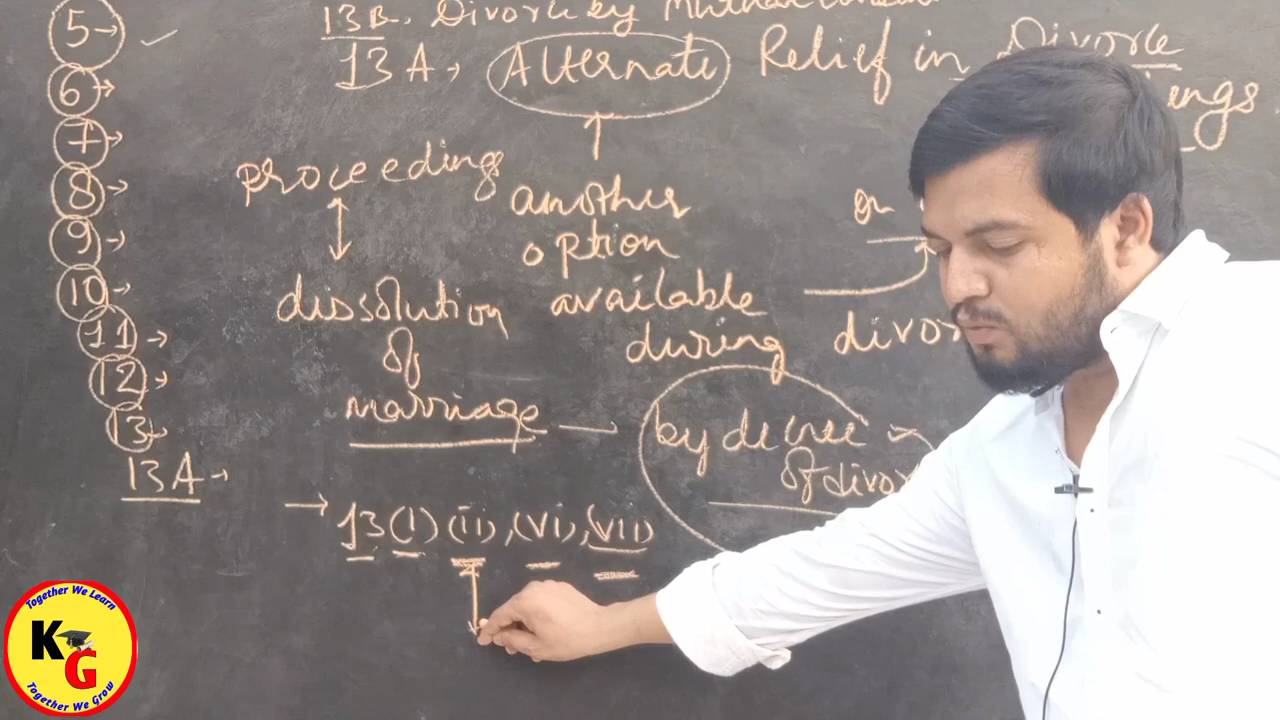 13B. Divorce by Mutual Consent
13A, Alternate Relief in Divorce
ings
5
6
7
8
9
10
11
12
13
13A
proceeding
dissolution
of
marriage
another
option
available
during
or
divor
by decree
of divor
13(I)(ii),(VI),(VII)
Together We Learn
KG
Together We Grow